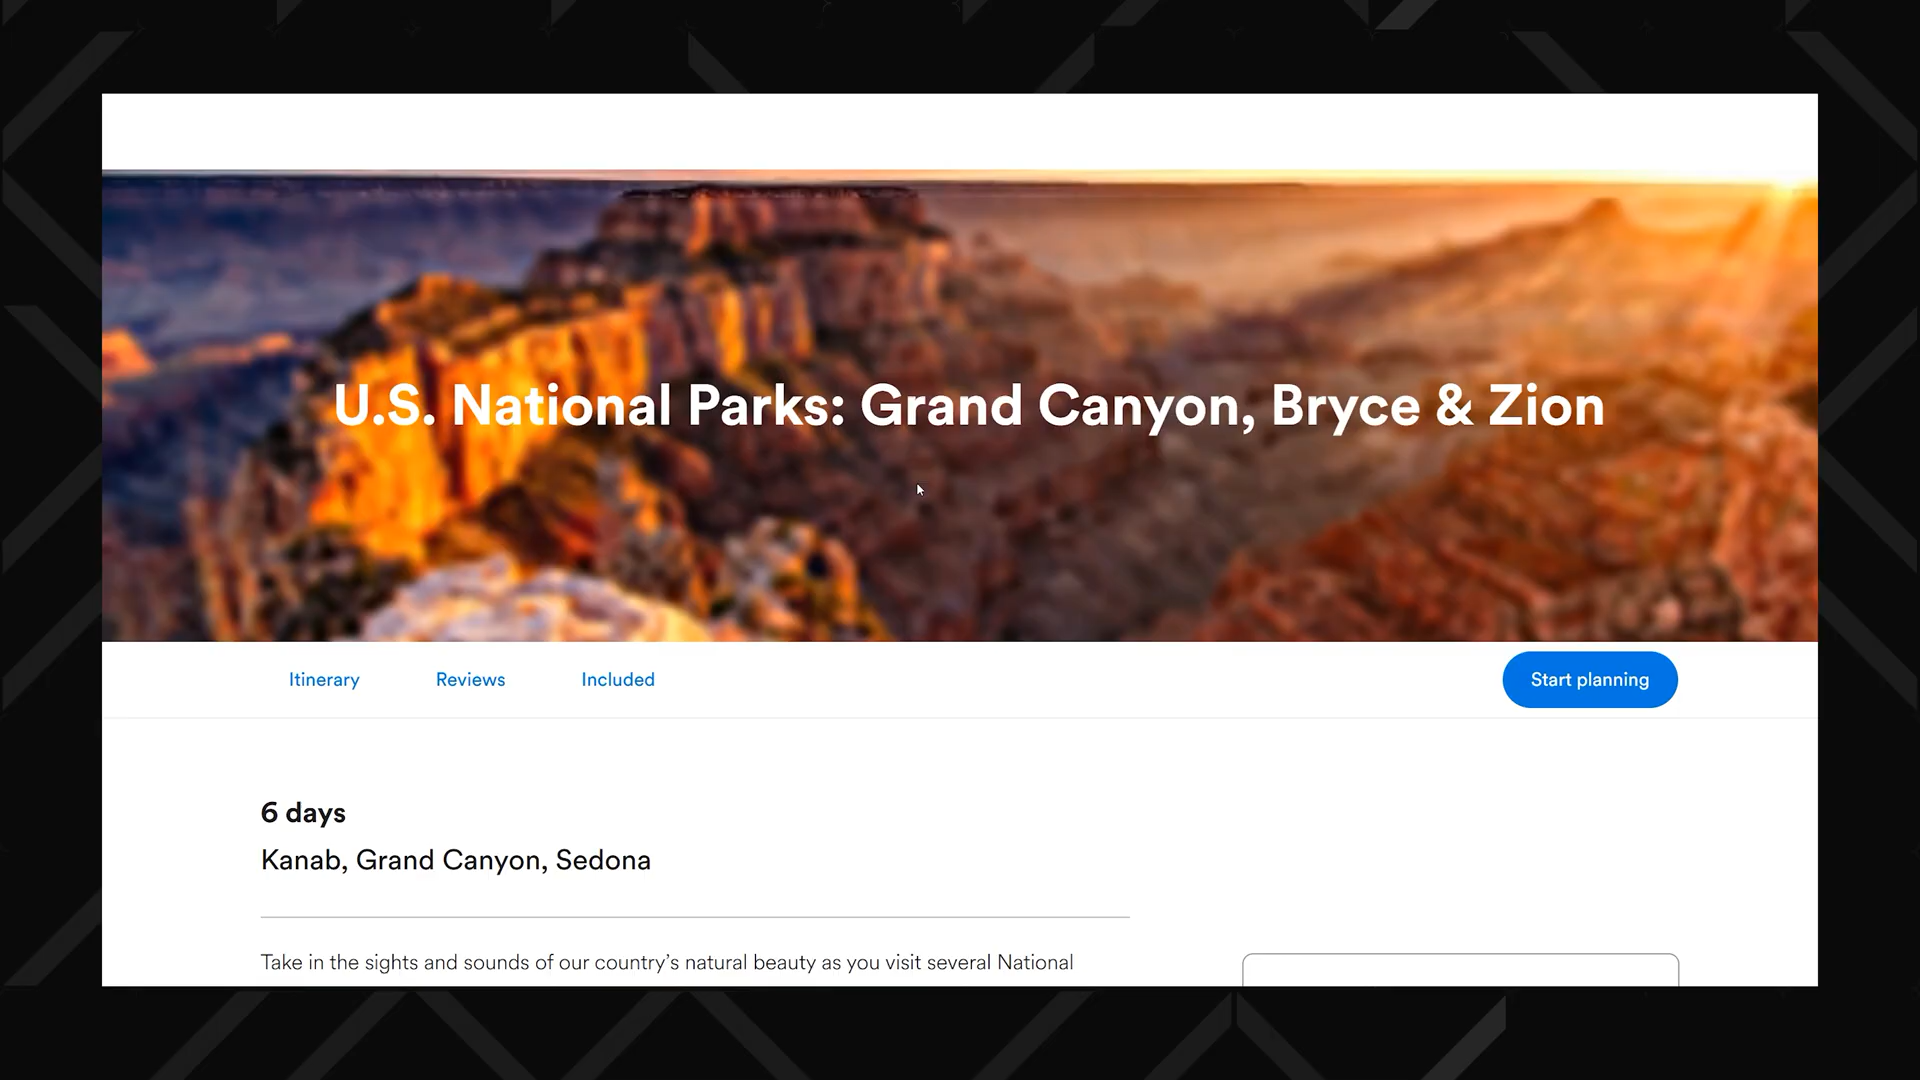 U.S. National Parks: Grand Canyon, Bryce & Zion
Itinerary
Reviews
Included
Start planning
6 days
Kanab, Grand Canyon, Sedona
Take in the sights and sounds of our country’s natural beauty as you visit several National